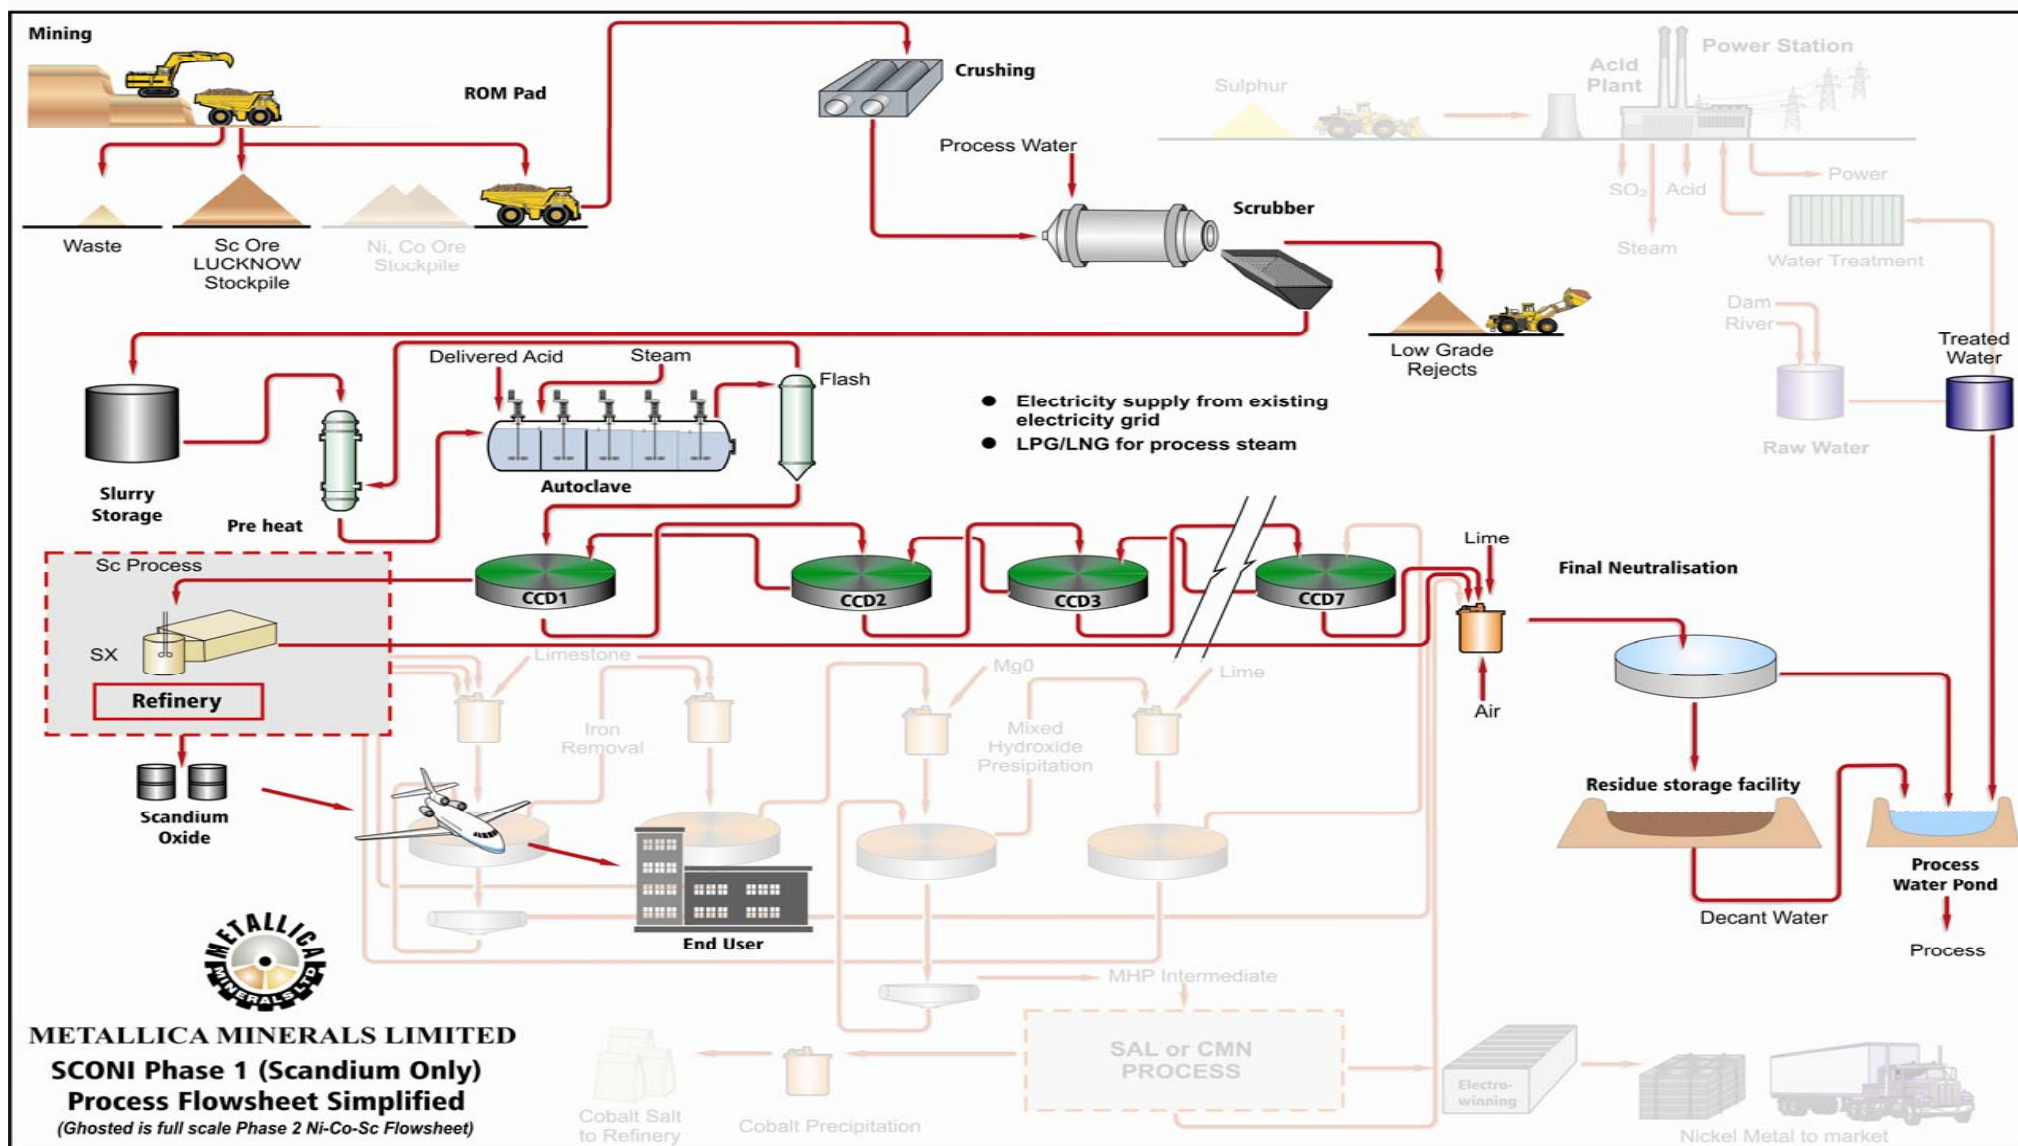 Mining
ROM Pad
Crushing
Process Water
Scrubber
Waste
Sc Ore
LUCKNOW
Stockpile
Ni, Co Ore
Stockpile
Low Grade
Rejects
Sulphur
Acid
Plant
Power Station
SO₂
Acid
Steam
Power
Water Treatment
Dam
River
Raw Water
Treated
Water
Delivered Acid
Steam
Flash
Slurry
Storage
Pre heat
Autoclave
● Electricity supply from existing
electricity grid
● LPG/LNG for process steam
Sc Process
SX
Refinery
CCD1
CCD2
CCD3
CCD7
Lime
Air
Final Neutralisation
Limestone
Iron
Removal
Mg0
Mixed
Hydroxide
Presipitation
Lime
Scandium
Oxide
End User
Residue storage facility
Decant Water
Process
Water Pond
Process
MHP Intermediate
SAL or CMN
PROCESS
Cobalt Salt
to Refinery
Cobalt Precipitation
Electro-
winning
Nickel Metal to market
METALLICA
MINERALS LTD
METALLICA MINERALS LIMITED
SCONI Phase 1 (Scandium Only)
Process Flowsheet Simplified
(Ghosted is full scale Phase 2 Ni-Co-Sc Flowsheet)